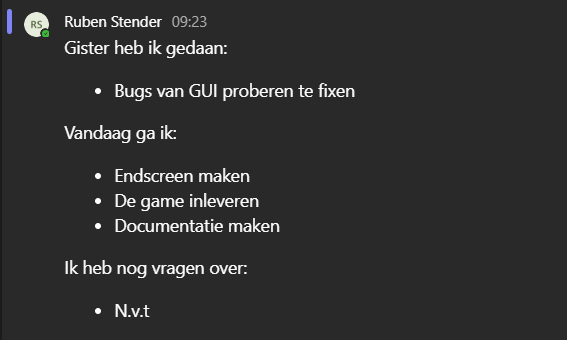 RS
Ruben Stender 09:23
Gister heb ik gedaan:
• Bugs van GUI proberen te fixen
Vandaag ga ik:
• Endscreen maken
• De game inleveren
• Documentatie maken
Ik heb nog vragen over:
• N.v.t